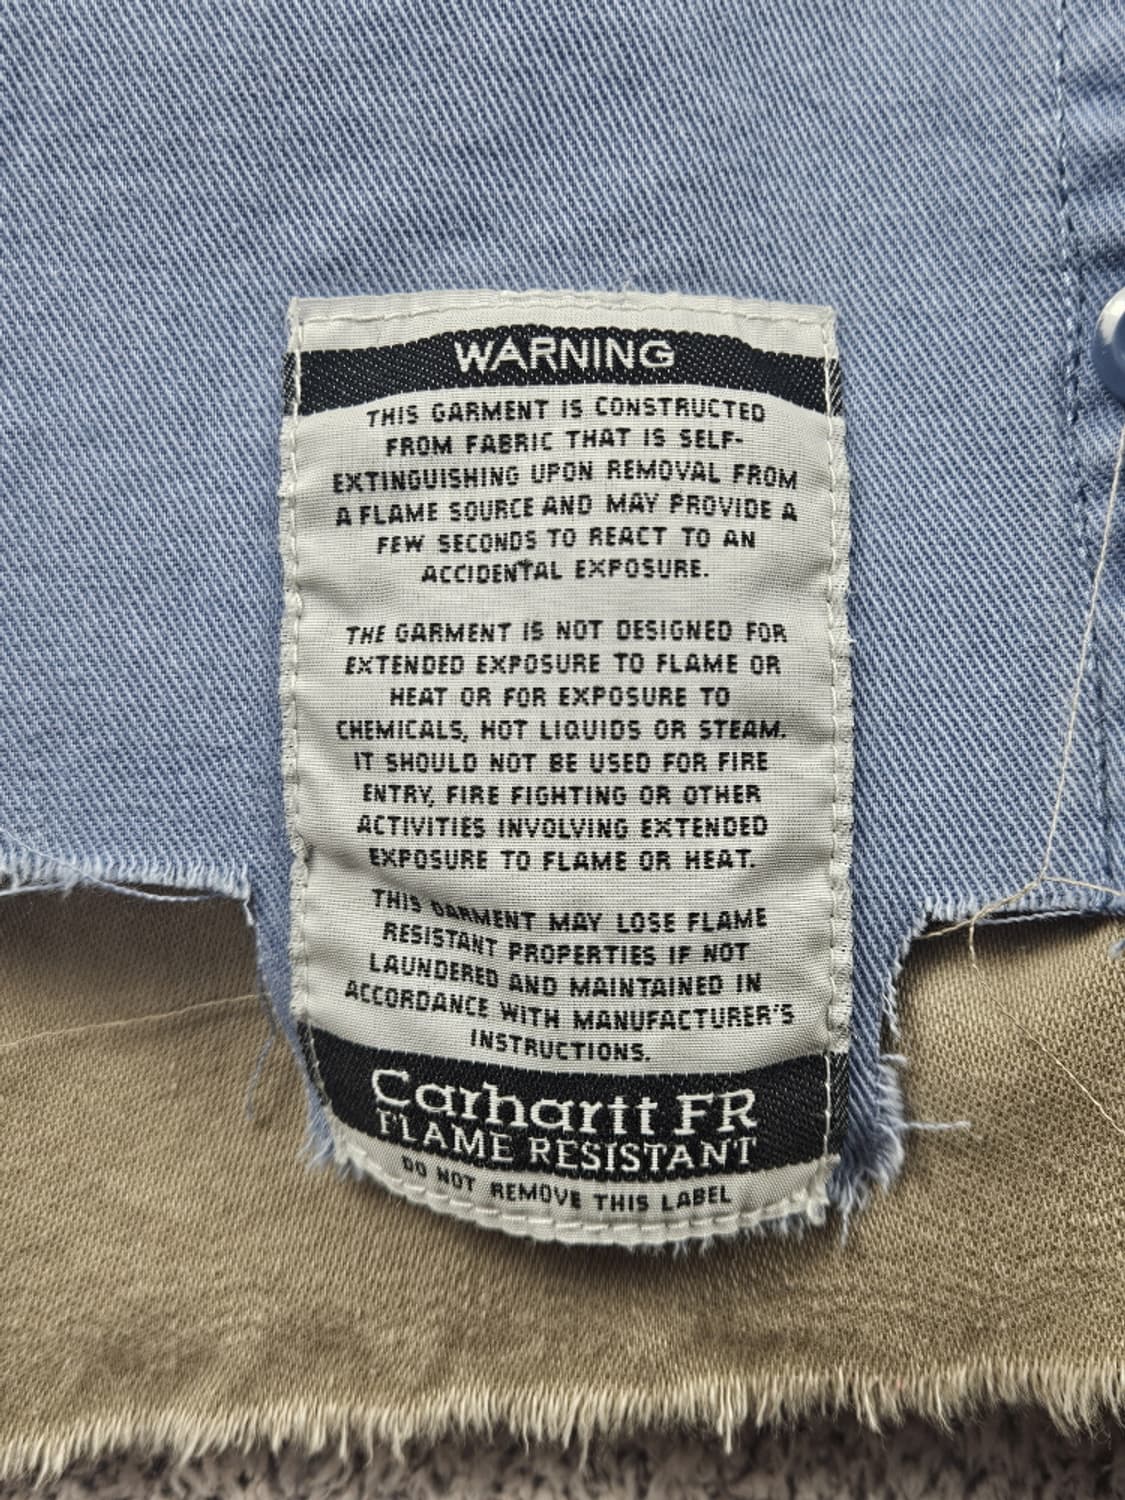 WARNING
THIS GARMENT IS CONSTRUCTED
FROM FABRIC THAT IS SELF-
EXTINGUISHING UPON REMOVAL FROM
A FLAME SOURCE AND MAY PROVIDE A
FEW SECONDS TO REACT TO AN
ACCIDENTAL EXPOSURE.
THE GARMENT IS NOT DESIGNED FOR
EXTENDED EXPOSURE TO FLAME OR
HEAT OR FOR EXPOSURE TO
CHEMICALS, HOT LIQUIDS OR STEAM.
IT SHOULD NOT BE USED FOR FIRE
ENTRY, FIRE FIGHTING OR OTHER
ACTIVITIES INVOLVING EXTENDED
EXPOSURE TO FLAME OR HEAT.
THIS GARMENT MAY LOSE FLAME
RESISTANT PROPERTIES IF NOT
LAUNDERED AND MAINTAINED IN
ACCORDANCE WITH MANUFACTURER'S
INSTRUCTIONS.
Carhartt FR
FLAME RESISTANT
DO NOT REMOVE THIS LABEL